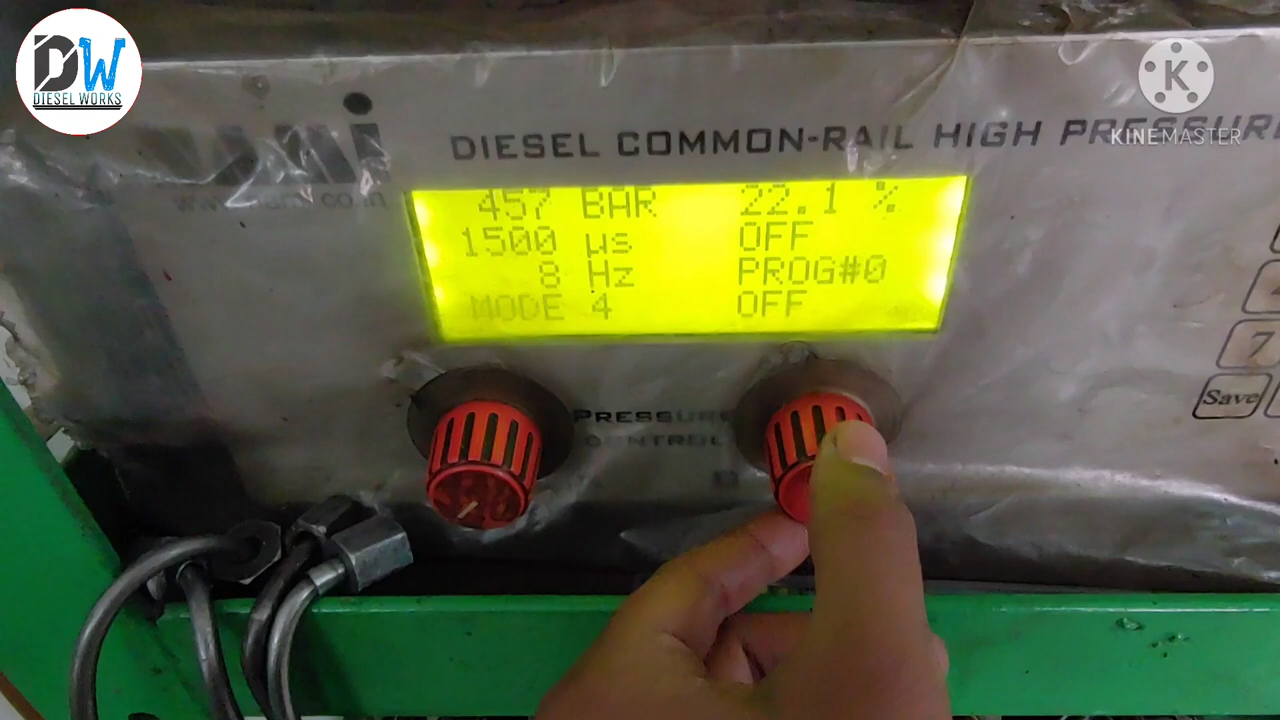 DW
DIESEL WORKS
K
KINEMASTER
DIESEL COMMON-RAIL HIGH PRESSUR
457 BAR 22.1 %
1500 µs OFF
8 Hz PROG#0
MODE 4 OFF
PRESSURE
CONTROL
7
Save